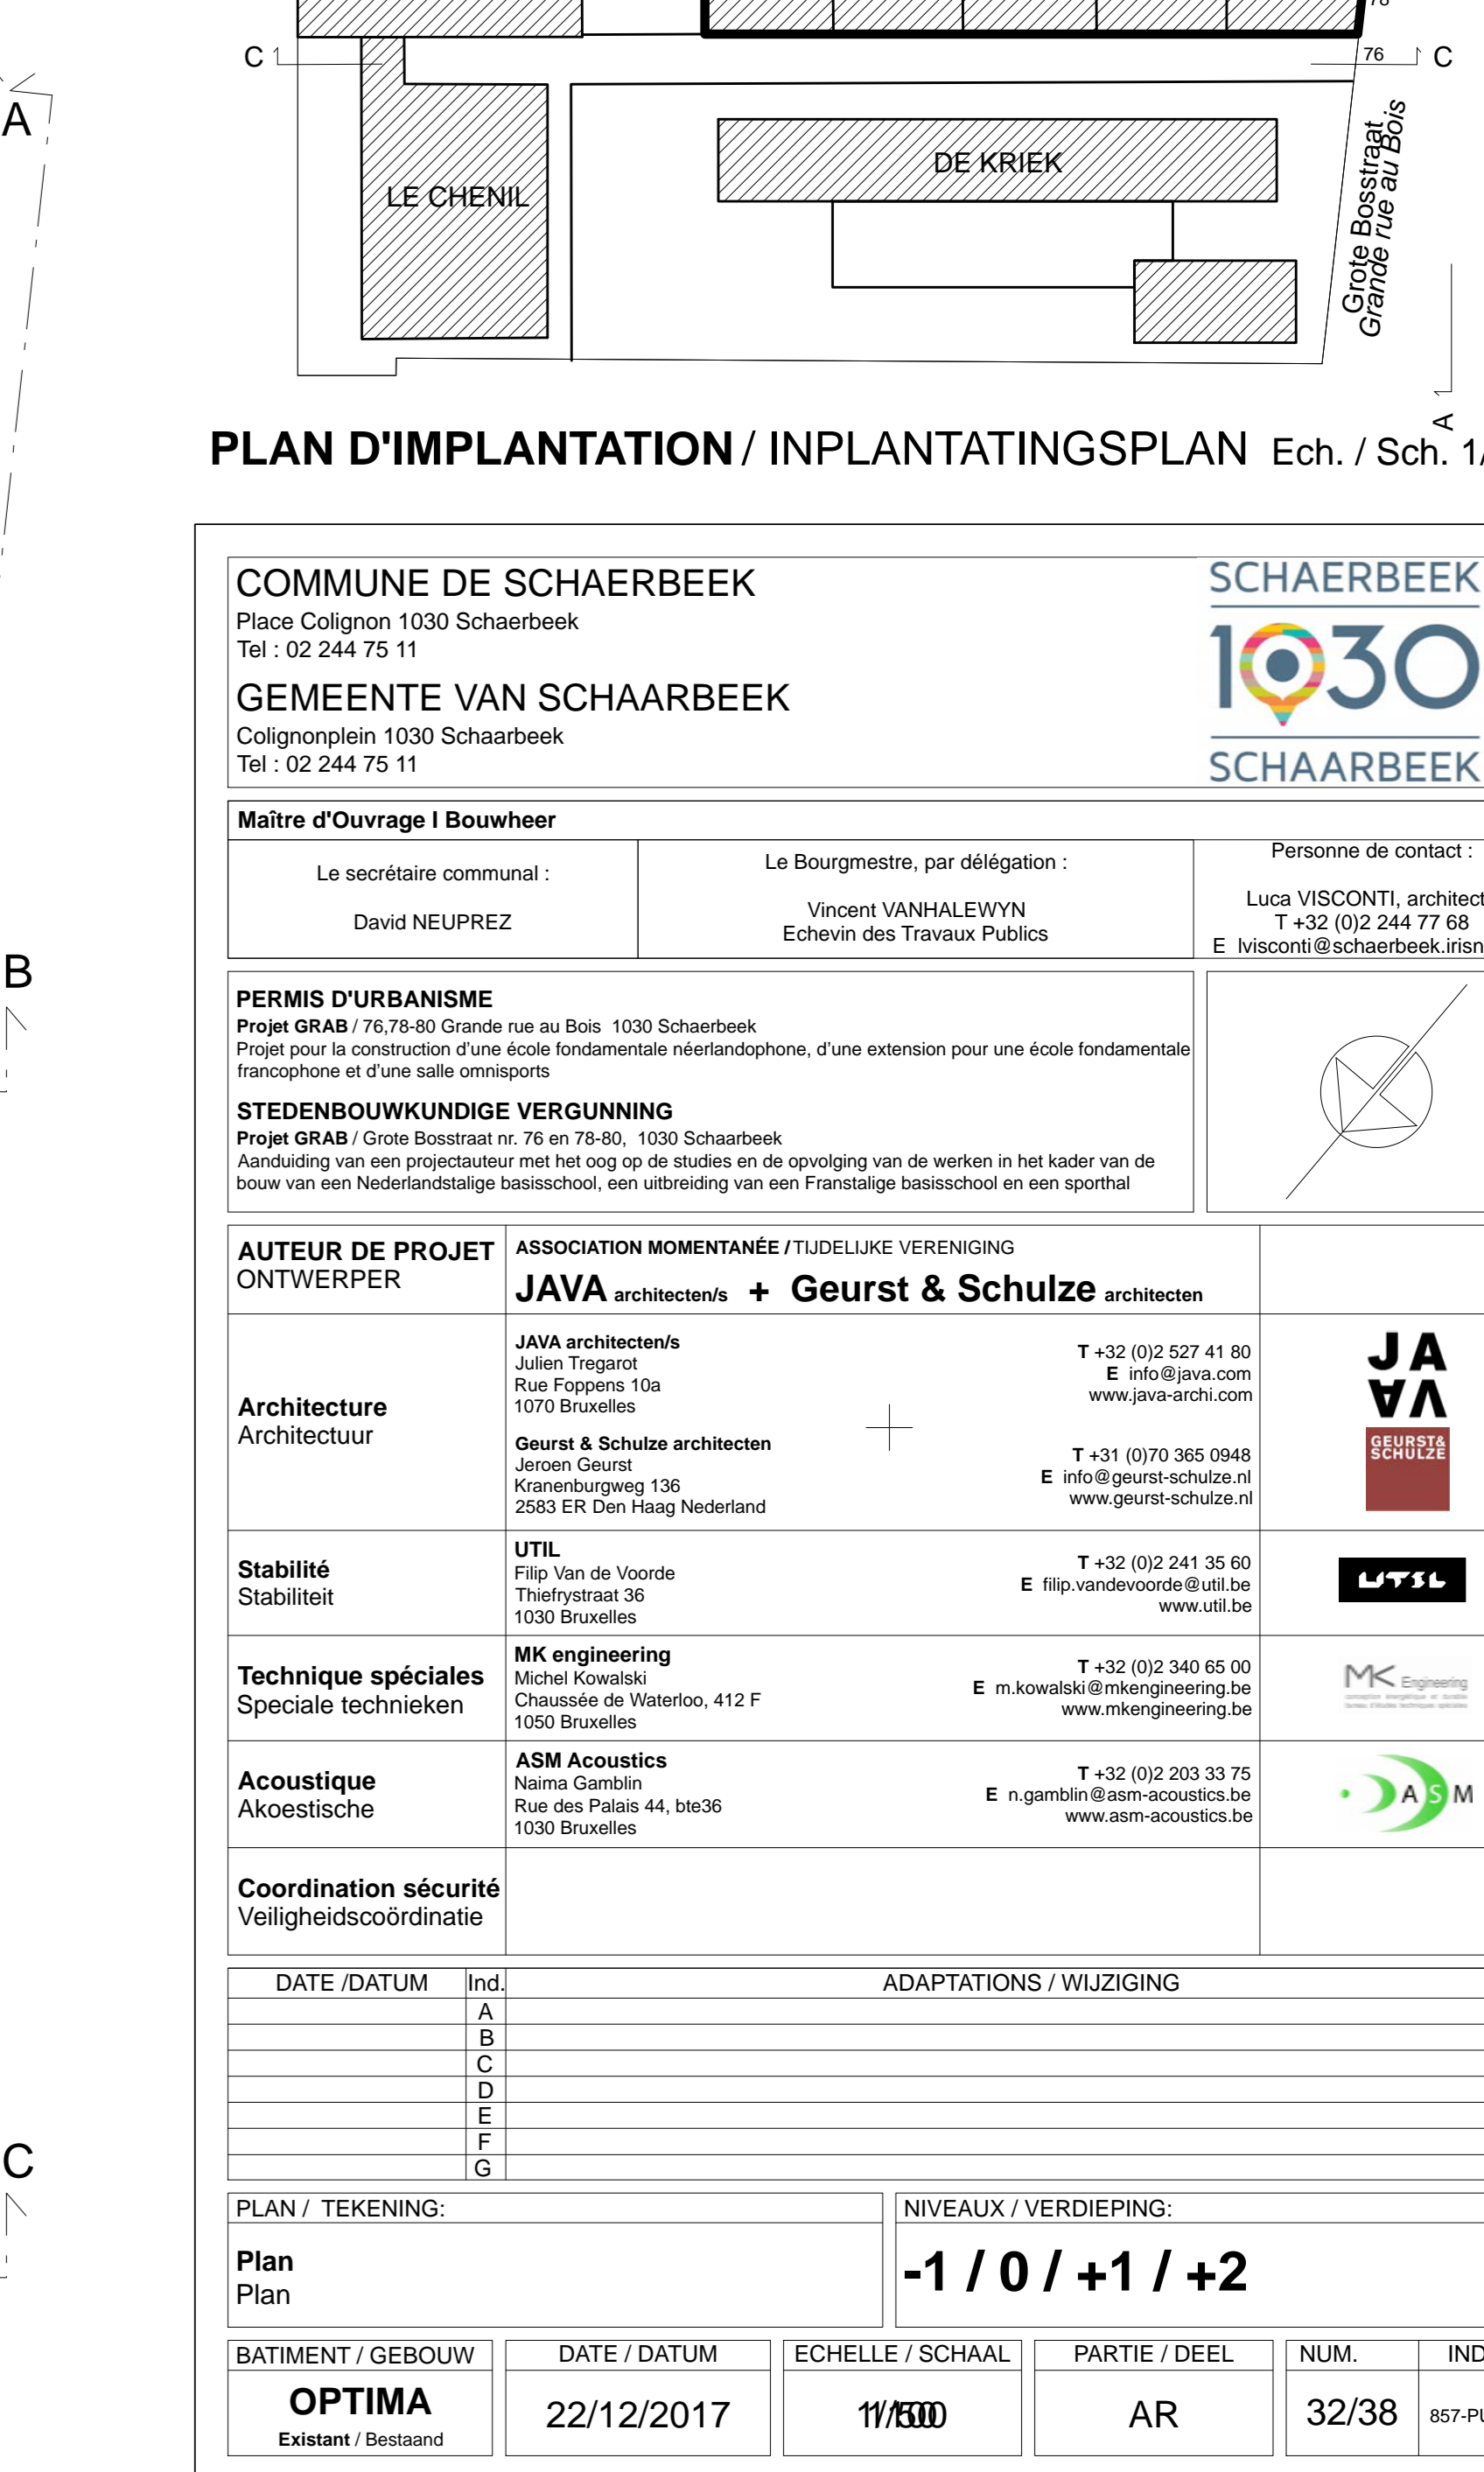 78
C
76
C
A
DE KRIEK
LE CHENIL
Grote Bosstraat
Grande rue au Bois
A
PLAN D'IMPLANTATION / INPLANTATINGSPLAN Ech. / Sch.
COMMUNE DE SCHAERBEEK
Place Colignon 1030 Schaerbeek
Tel : 02 244 75 11
GEMEENTE VAN SCHAARBEEK
Colignonplein 1030 Schaarbeek
Tel : 02 244 75 11
SCHAERBEEK
1030
SCHAARBEEK
Maître d'Ouvrage I Bouwheer
Le secrétaire communal :
David NEUPREZ
Le Bourgmestre, par délégation :
Vincent VANHALEWYN
Echevin des Travaux Publics
Personne de contact :
Luca VISCONTI, architect
T +32 (0)2 244 77 68
E lvisconti@schaerbeek.irisn
B
PERMIS D'URBANISME
Projet GRAB / 76,78-80 Grande rue au Bois 1030 Schaerbeek
Projet pour la construction d'une école fondamentale néerlandophone, d'une extension pour une école fondamentale
francophone et d'une salle omnisports
STEDENBOUWKUNDIGE VERGUNNING
Projet GRAB / Grote Bosstraat nr. 76 en 78-80, 1030 Schaarbeek
Aanduiding van een projectauteur met het oog op de studies en de opvolging van de werken in het kader van de
bouw van een Nederlandstalige basisschool, een uitbreiding van een Franstalige basisschool en een sporthal
AUTEUR DE PROJET
ONTWERPER
ASSOCIATION MOMENTANÉE / TIJDELIJKE VERENIGING
JAVA architecten/s + Geurst & Schulze architecten
Architecture
Architectuur
JAVA architecten/s
Julien Tregarot
Rue Foppens 10a
1070 Bruxelles
T +32 (0)2 527 41 80
E info@java.com
www.java-archi.com
Geurst & Schulze architecten
Jeroen Geurst
Kranenburgweg 136
2583 ER Den Haag Nederland
T +31 (0)70 365 0948
E info@geurst-schulze.nl
www.geurst-schulze.nl
JA
VA
GEURST&
SCHULZE
Stabilité
Stabiliteit
UTIL
Filip Van de Voorde
Thiefrystraat 36
1030 Bruxelles
T +32 (0)2 241 35 60
E filip.vandevoorde@util.be
www.util.be
UTIL
Technique spéciales
Speciale technieken
MK engineering
Michel Kowalski
Chaussée de Waterloo, 412 F
1050 Bruxelles
T +32 (0)2 340 65 00
E m.kowalski@mkengineering.be
www.mkengineering.be
MK Engineering
Acoustique
Akoestische
ASM Acoustics
Naima Gamblin
Rue des Palais 44, bte36
1030 Bruxelles
T +32 (0)2 203 33 75
E n.gamblin@asm-acoustics.be
www.asm-acoustics.be
ASM
Coordination sécurité
Veiligheidscoördinatie
DATE /DATUM Ind. ADAPTATIONS / WIJZIGING
A
B
C
D
E
F
G
C
PLAN / TEKENING:
Plan
Plan
NIVEAUX / VERDIEPING:
-1 / 0 / +1 / +2
BATIMENT / GEBOUW
OPTIMA
Existant / Bestaand
DATE / DATUM
22/12/2017
ECHELLE / SCHAAL
PARTIE / DEEL
AR
NUM.
32/38
IND
857-PU